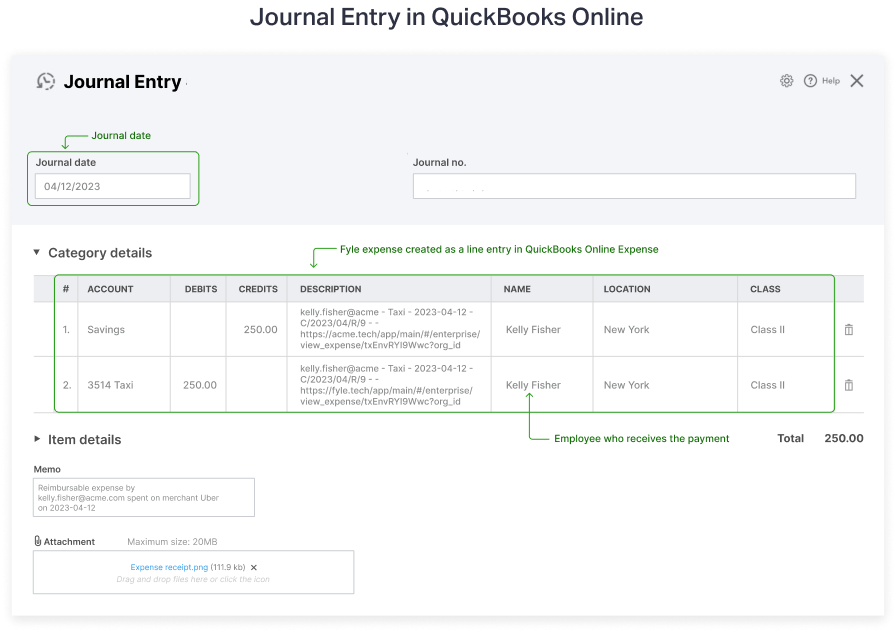 Journal Entry in QuickBooks Online
Journal Entry
Help
Journal date
Journal date
Journal no.
04/12/2023
Category details
Fyle expense created as a line entry in QuickBooks Online Expense
# ACCOUNT DEBITS CREDITS DESCRIPTION NAME LOCATION CLASS
1. Savings 250.00 kelly.fisher@acme - Taxi - 2023-04-12 -
C/2023/04/R/9 - -
https://acme.tech/app/main/#/enterprise/
view_expense/txEnvRYI9Wwc?org_id
Kelly Fisher New York Class II
2. 3514 Taxi 250.00 kelly.fisher@acme - Taxi - 2023-04-12 -
C/2023/04/R/9 - -
https://fyle.tech/app/main/#/enterprise/
view_expense/txEnvRYI9Wwc?org_id
Kelly Fisher New York Class II
Item details
Employee who receives the payment
Total 250.00
Memo
Reimbursable expense by
kelly.fisher@acme.com spent on merchant Uber
on 2023-04-12
Attachment Maximum size: 20MB
Expense receipt.png (111.9 kb) ×
Drag and drop files here or click the icon